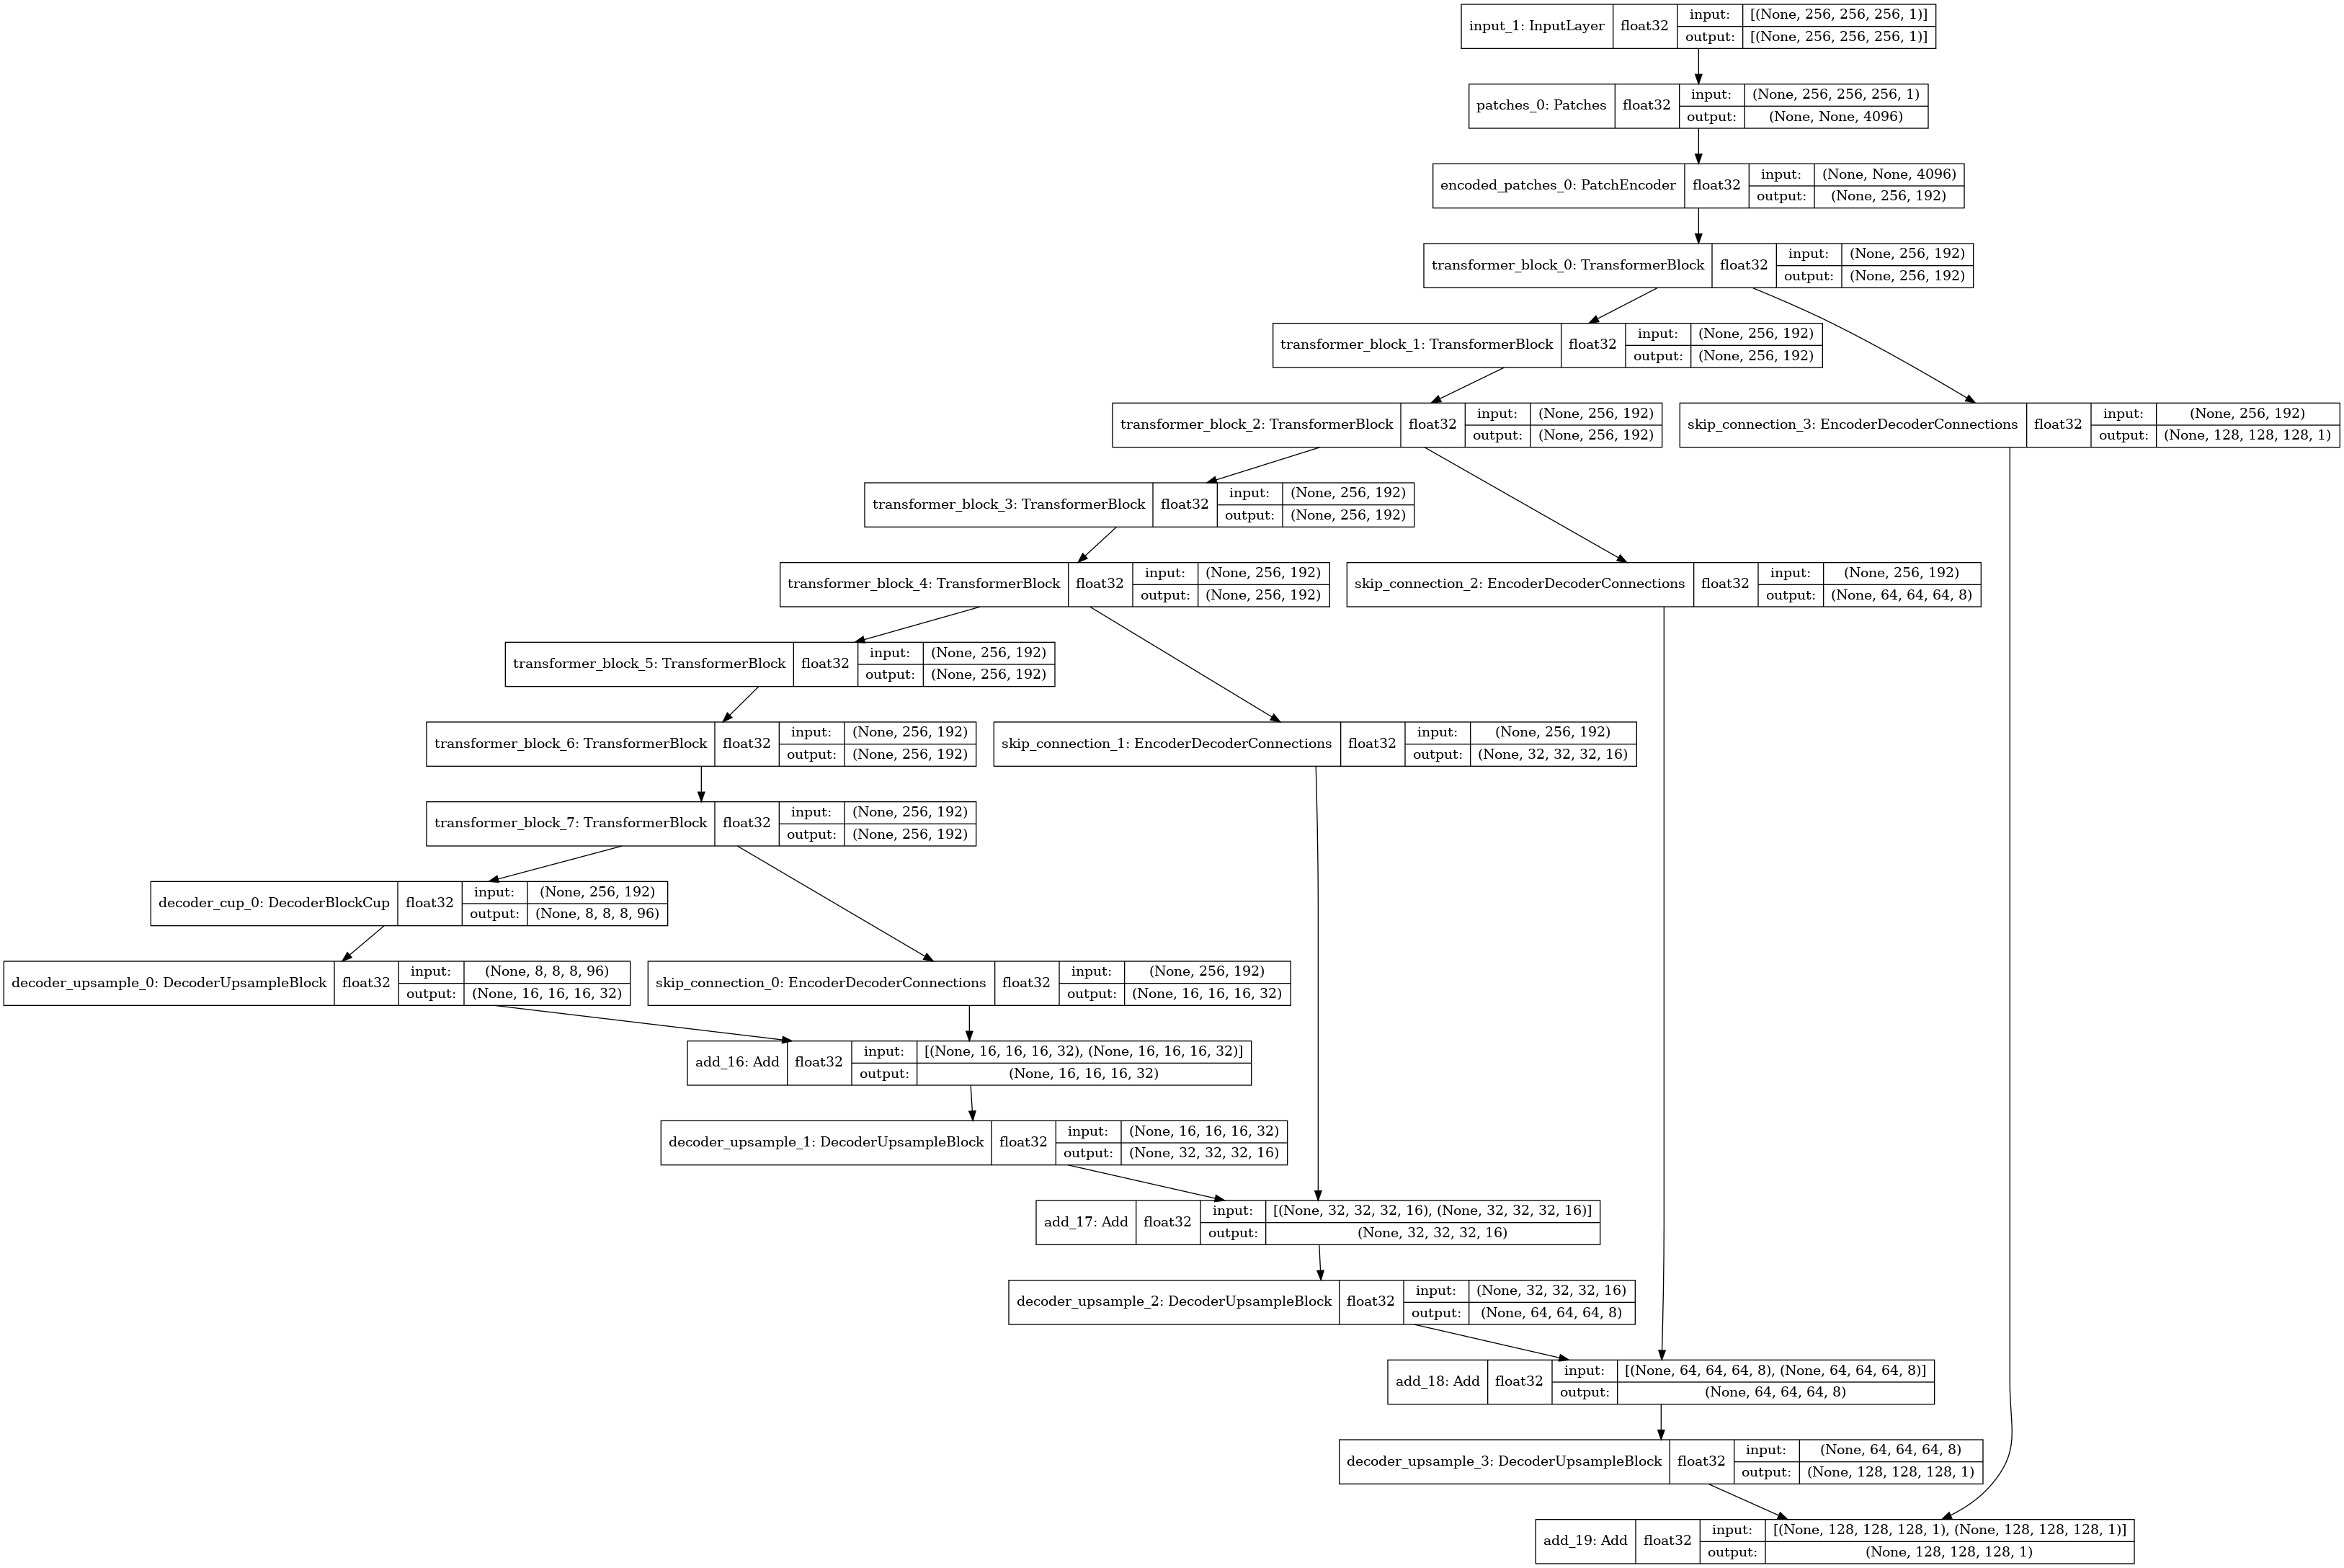 input_1: InputLayer float32 input: [(None, 256, 256, 256, 1)]
output: [(None, 256, 256, 256, 1)]
patches_0: Patches float32 input: (None, 256, 256, 256, 1)
output: (None, None, 4096)
encoded_patches_0: PatchEncoder float32 input: (None, None, 4096)
output: (None, 256, 192)
transformer_block_0: TransformerBlock float32 input: (None, 256, 192)
output: (None, 256, 192)
transformer_block_1: TransformerBlock float32 input: (None, 256, 192)
output: (None, 256, 192)
transformer_block_2: TransformerBlock float32 input: (None, 256, 192)
output: (None, 256, 192)
skip_connection_3: EncoderDecoderConnections float32 input: (None, 256, 192)
output: (None, 128, 128, 128, 1)
transformer_block_3: TransformerBlock float32 input: (None, 256, 192)
output: (None, 256, 192)
transformer_block_4: TransformerBlock float32 input: (None, 256, 192)
output: (None, 256, 192)
skip_connection_2: EncoderDecoderConnections float32 input: (None, 256, 192)
output: (None, 64, 64, 64, 8)
transformer_block_5: TransformerBlock float32 input: (None, 256, 192)
output: (None, 256, 192)
transformer_block_6: TransformerBlock float32 input: (None, 256, 192)
output: (None, 256, 192)
skip_connection_1: EncoderDecoderConnections float32 input: (None, 256, 192)
output: (None, 32, 32, 32, 16)
transformer_block_7: TransformerBlock float32 input: (None, 256, 192)
output: (None, 256, 192)
decoder_cup_0: DecoderBlockCup float32 input: (None, 256, 192)
output: (None, 8, 8, 8, 96)
decoder_upsample_0: DecoderUpsampleBlock float32 input: (None, 8, 8, 8, 96)
output: (None, 16, 16, 16, 32)
skip_connection_0: EncoderDecoderConnections float32 input: (None, 256, 192)
output: (None, 16, 16, 16, 32)
add_16: Add float32 input: [(None, 16, 16, 16, 32), (None, 16, 16, 16, 32)]
output: (None, 16, 16, 16, 32)
decoder_upsample_1: DecoderUpsampleBlock float32 input: (None, 16, 16, 16, 32)
output: (None, 32, 32, 32, 16)
add_17: Add float32 input: [(None, 32, 32, 32, 16), (None, 32, 32, 32, 16)]
output: (None, 32, 32, 32, 16)
decoder_upsample_2: DecoderUpsampleBlock float32 input: (None, 32, 32, 32, 16)
output: (None, 64, 64, 64, 8)
add_18: Add float32 input: [(None, 64, 64, 64, 8), (None, 64, 64, 64, 8)]
output: (None, 64, 64, 64, 8)
decoder_upsample_3: DecoderUpsampleBlock float32 input: (None, 64, 64, 64, 8)
output: (None, 128, 128, 128, 1)
add_19: Add float32 input: [(None, 128, 128, 128, 1), (None, 128, 128, 128, 1)]
output: (None, 128, 128, 128, 1)